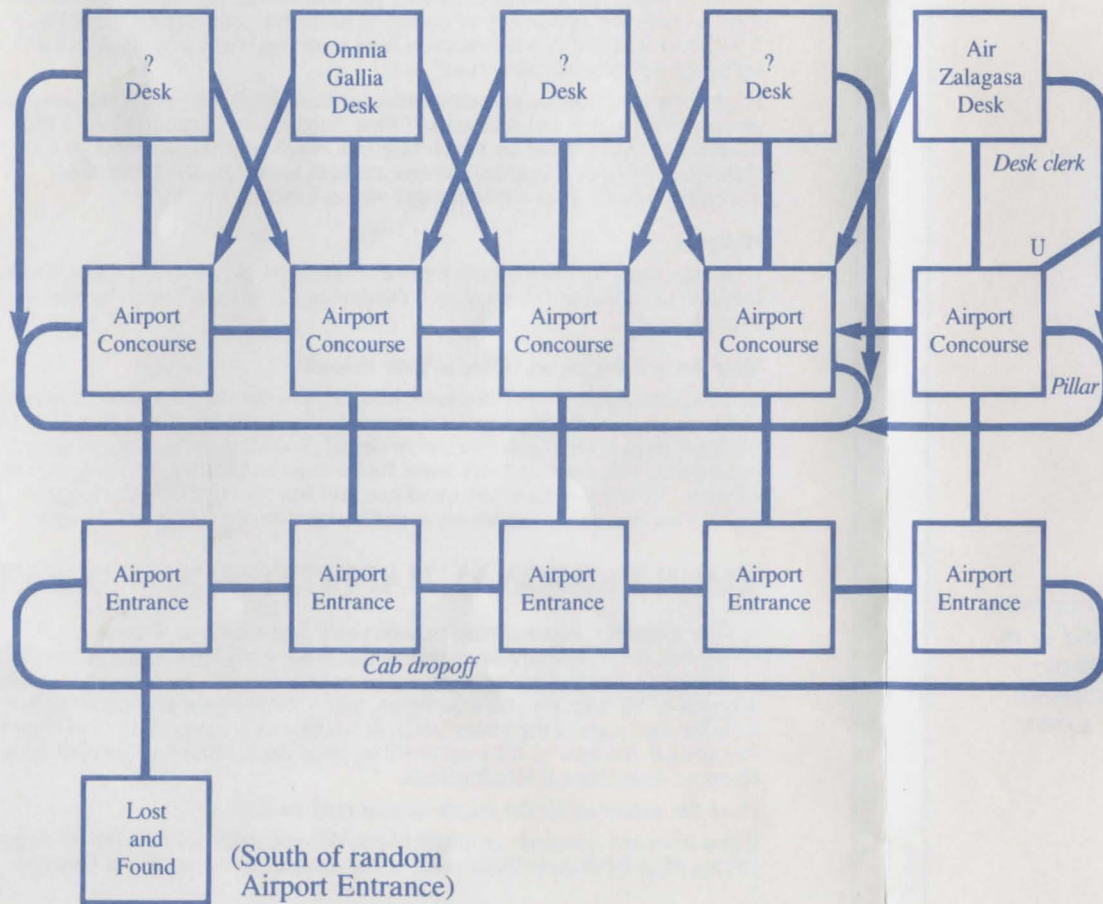 ?
Desk
Omnia
Gallia
Desk
?
Desk
?
Desk
Air
Zalagasa
Desk
Desk clerk
U
Airport
Concourse
Airport
Concourse
Airport
Concourse
Airport
Concourse
Airport
Concourse
Pillar
Airport
Entrance
Airport
Entrance
Airport
Entrance
Airport
Entrance
Airport
Entrance
Cab dropoff
Lost
and
Found
(South of random
Airport Entrance)